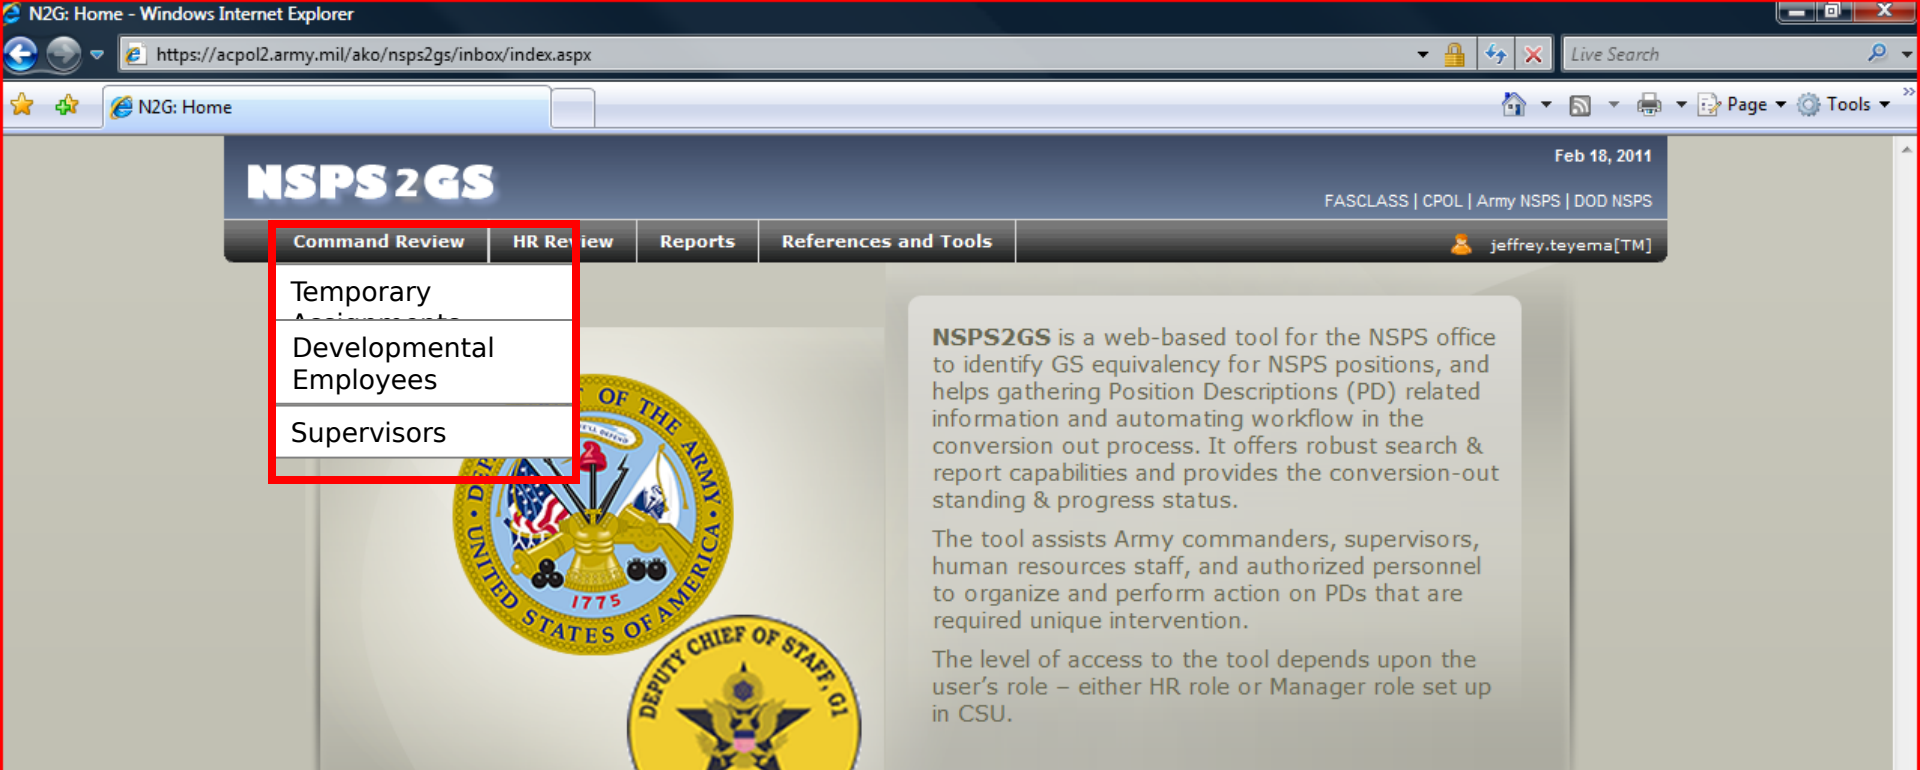 N2G: Home - Windows Internet Explorer
https://acpol2.army.mil/ako/nsps2gs/inbox/index.aspx
Live Search
N2G: Home
Page
Tools
NSPS2GS
Feb 18, 2011
FASCLASS | CPOL | Army NSPS | DOD NSPS
Command Review
HR Review
Reports
References and Tools
jeffrey.teyema[TM]
Temporary
Assignments
Developmental
Employees
Supervisors
NSPS2GS is a web-based tool for the NSPS office
to identify GS equivalency for NSPS positions, and
helps gathering Position Descriptions (PD) related
information and automating workflow in the
conversion out process. It offers robust search &
report capabilities and provides the conversion-out
standing & progress status.
The tool assists Army commanders, supervisors,
human resources staff, and authorized personnel
to organize and perform action on PDs that are
required unique intervention.
The level of access to the tool depends upon the
user's role – either HR role or Manager role set up
in CSU.
OF THE ARMY
UNITED STATES OF AMERICA
1775
DEPUTY CHIEF OF STAFF, G1